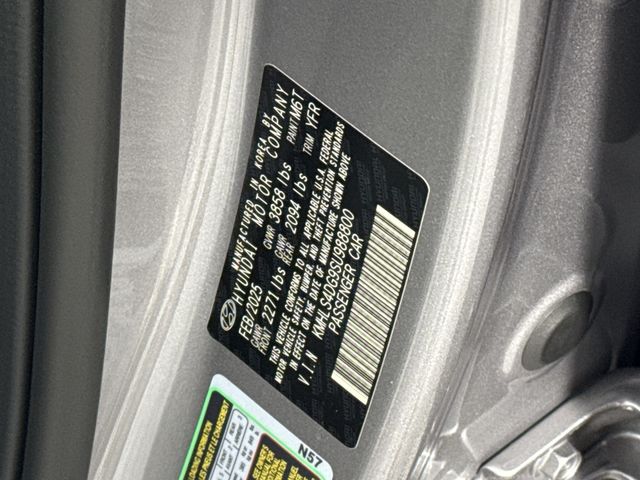 MANUFACTURED IN KOREA BY
HYUNDAI MOTOR COMPANY
FEB/2025 GVWR 3858 lbs PAINT M6T
GAWR FRONT 2271 lbs GAWR REAR 2094 lbs TRIM YFR
THIS VEHICLE CONFORMS TO ALL APPLICABLE U.S.A. FEDERAL
MOTOR VEHICLE SAFETY, BUMPER, AND THEFT PREVENTION STANDARDS
IN EFFECT ON THE DATE OF MANUFACTURE SHOWN ABOVE
V.I.N KMHLS4DG9SU988800
PASSENGER CAR
N57
LOADING INFORMATION